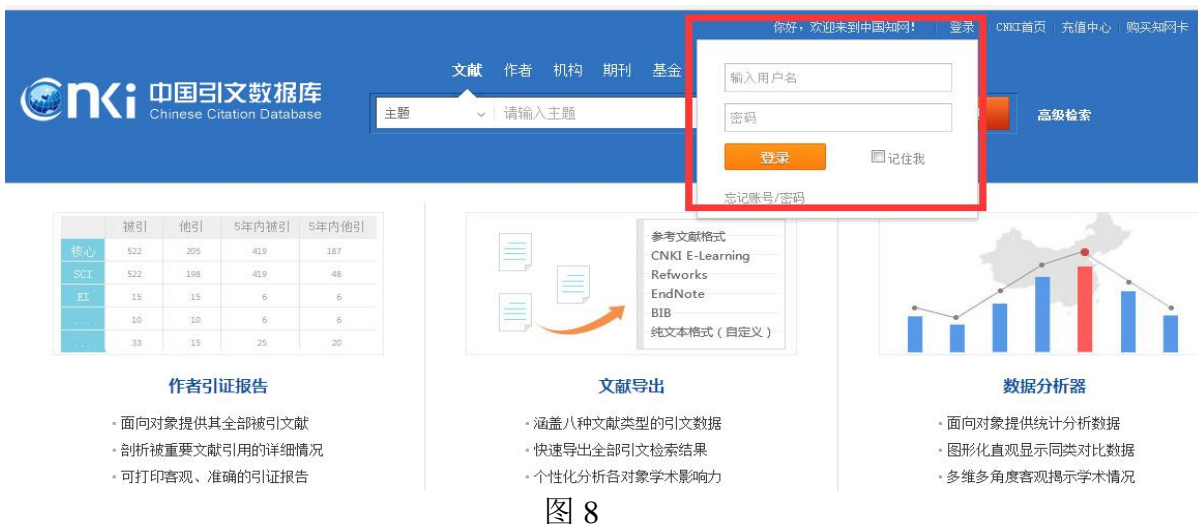 你好，欢迎来到中国知网！ 登录 CNKI首页 充值中心 购买知网卡
cnki 中国引文数据库
Chinese Citation Database
文献 作者 机构 期刊 基金
主题 请输入主题
高级检索
输入用户名
密码
登录 记住我
忘记账号/密码
被引 他引 5年内被引 5年内他引
核心 522 205 419 187
SCI 522 198 419 48
EI 15 15 6 6
... 10 10 6 6
... 33 15 25 20
参考文献格式
CNKI E-Learning
Refworks
EndNote
BIB
纯文本格式（自定义）
作者引证报告
面向对象提供其全部被引文献
剖析被重要文献引用的详细情况
可打印客观、准确的引证报告
文献导出
涵盖八种文献类型的引文数据
快速导出全部引文检索结果
个性化分析各对象学术影响力
数据分析器
面向对象提供统计分析数据
图形化直观显示同类对比数据
多维多角度客观揭示学术情况
图 8